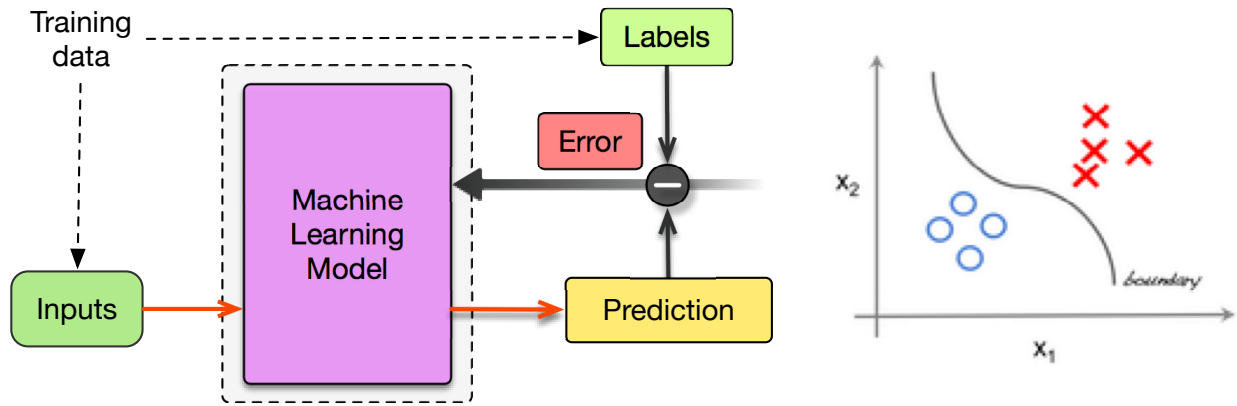 Training
data
Labels
Error
Machine
Learning
Model
Inputs
Prediction
x₂
boundary
x₁